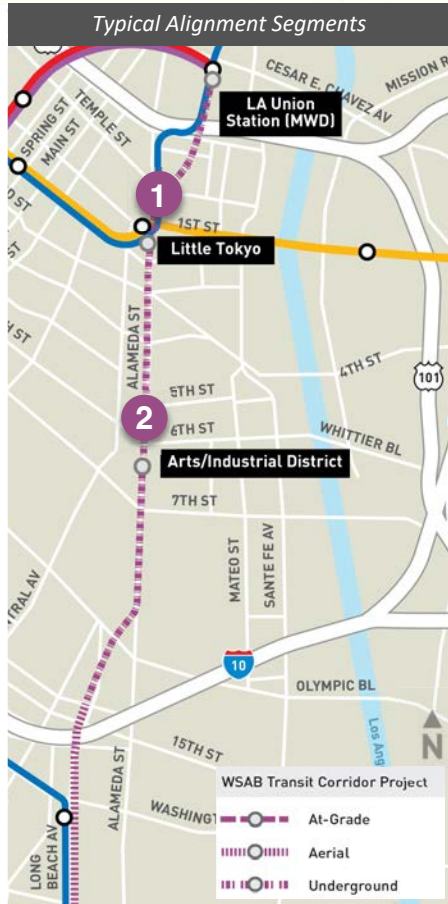 Typical Alignment Segments
CESAR E. CHAVEZ AV
MISSION R
LA Union
Station (MWD)
SPRING ST
TEMPLE ST
MAIN ST
1
1ST ST
Little Tokyo
ALAMEDA ST
4TH ST
101
5TH ST
2
6TH ST
WHITTIER BL
Arts/Industrial District
7TH ST
MATEO ST
SANTE FE AV
TRAL AV
10
OLYMPIC BL
N
Los Ang
ALAMEDA ST
15TH ST
WASHINGT
LONG
BEACH AV
WSAB Transit Corridor Project
At-Grade
Aerial
Underground